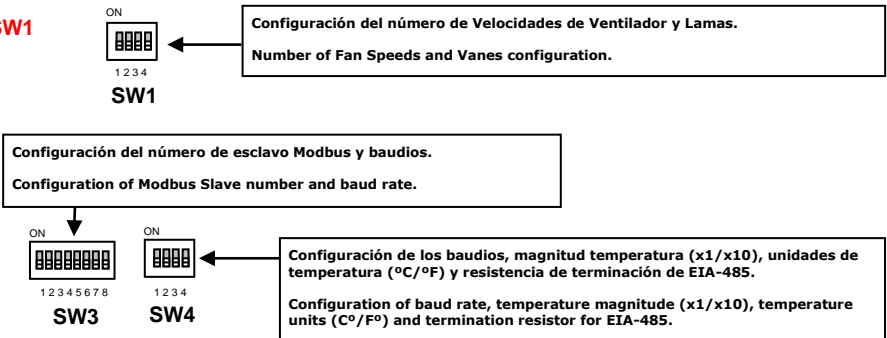 SW1
ON
Configuración del número de Velocidades de Ventilador y Lamas.
Number of Fan Speeds and Vanes configuration.
1 2 3 4
SW1
Configuración del número de esclavo Modbus y baudios.
Configuration of Modbus Slave number and baud rate.
ON
ON
1 2 3 4 5 6 7 8
1 2 3 4
SW3
SW4
Configuración de los baudios, magnitud temperatura (x1/x10), unidades de
temperatura (ºC/ºF) y resistencia de terminación de EIA-485.
Configuration of baud rate, temperature magnitude (x1/x10), temperature
units (Cº/Fº) and termination resistor for EIA-485.